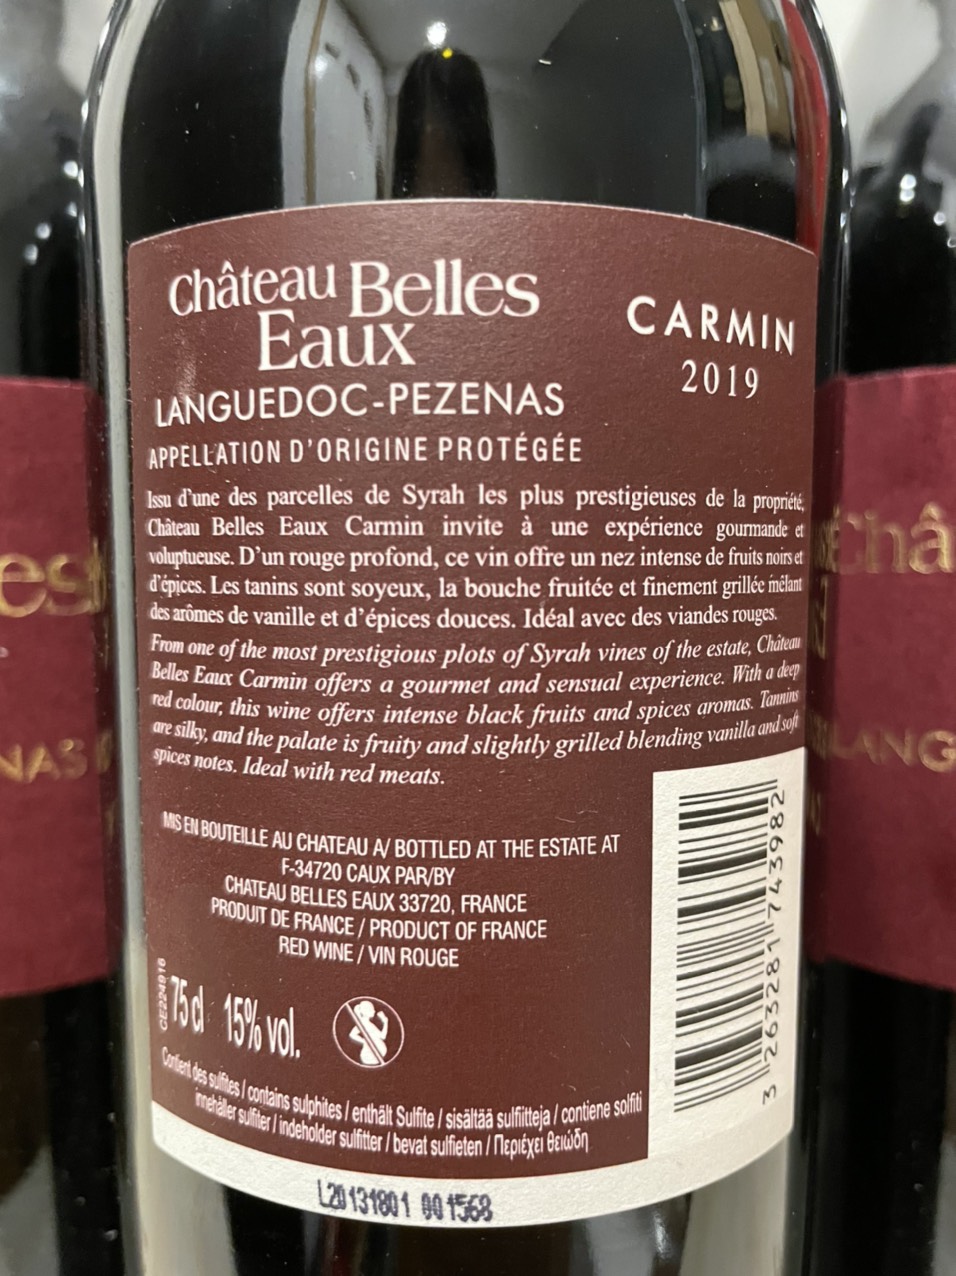 Château Belles
Eaux
CARMIN
2019
LANGUEDOC-PEZENAS
APPELLATION D'ORIGINE PROTÉGÉE
Issu d'une des parcelles de Syrah les plus prestigieuses de la propriété,
Château Belles Eaux Carmin invite à une expérience gourmande et
voluptueuse. D'un rouge profond, ce vin offre un nez intense de fruits noirs et
d'épices. Les tanins sont soyeux, la bouche fruitée et finement grillée mêlant
des arômes de vanille et d'épices douces. Idéal avec des viandes rouges.
From one of the most prestigious plots of Syrah vines of the estate, Château
Belles Eaux Carmin offers a gourmet and sensual experience. With a deep
red colour, this wine offers intense black fruits and spices aromas. Tannins
are silky, and the palate is fruity and slightly grilled blending vanilla and soft
spices notes. Ideal with red meats.
MIS EN BOUTEILLE AU CHATEAU A/ BOTTLED AT THE ESTATE AT
F-34720 CAUX PAR/BY
CHATEAU BELLES EAUX 33720, FRANCE
PRODUIT DE FRANCE / PRODUCT OF FRANCE
RED WINE / VIN ROUGE
CE224916
75 cl 15% vol.
Contient des sulfites / contains sulphites / enthält Sulfite / sisältää sulfiitteja / contiene solfiti
innehåller sulfiter / indeholder sulfitter / bevat sulfieten / Περιέχει θειώδη
3 263281 743982
L20131801 001568
es
NAS
Châ
LANG